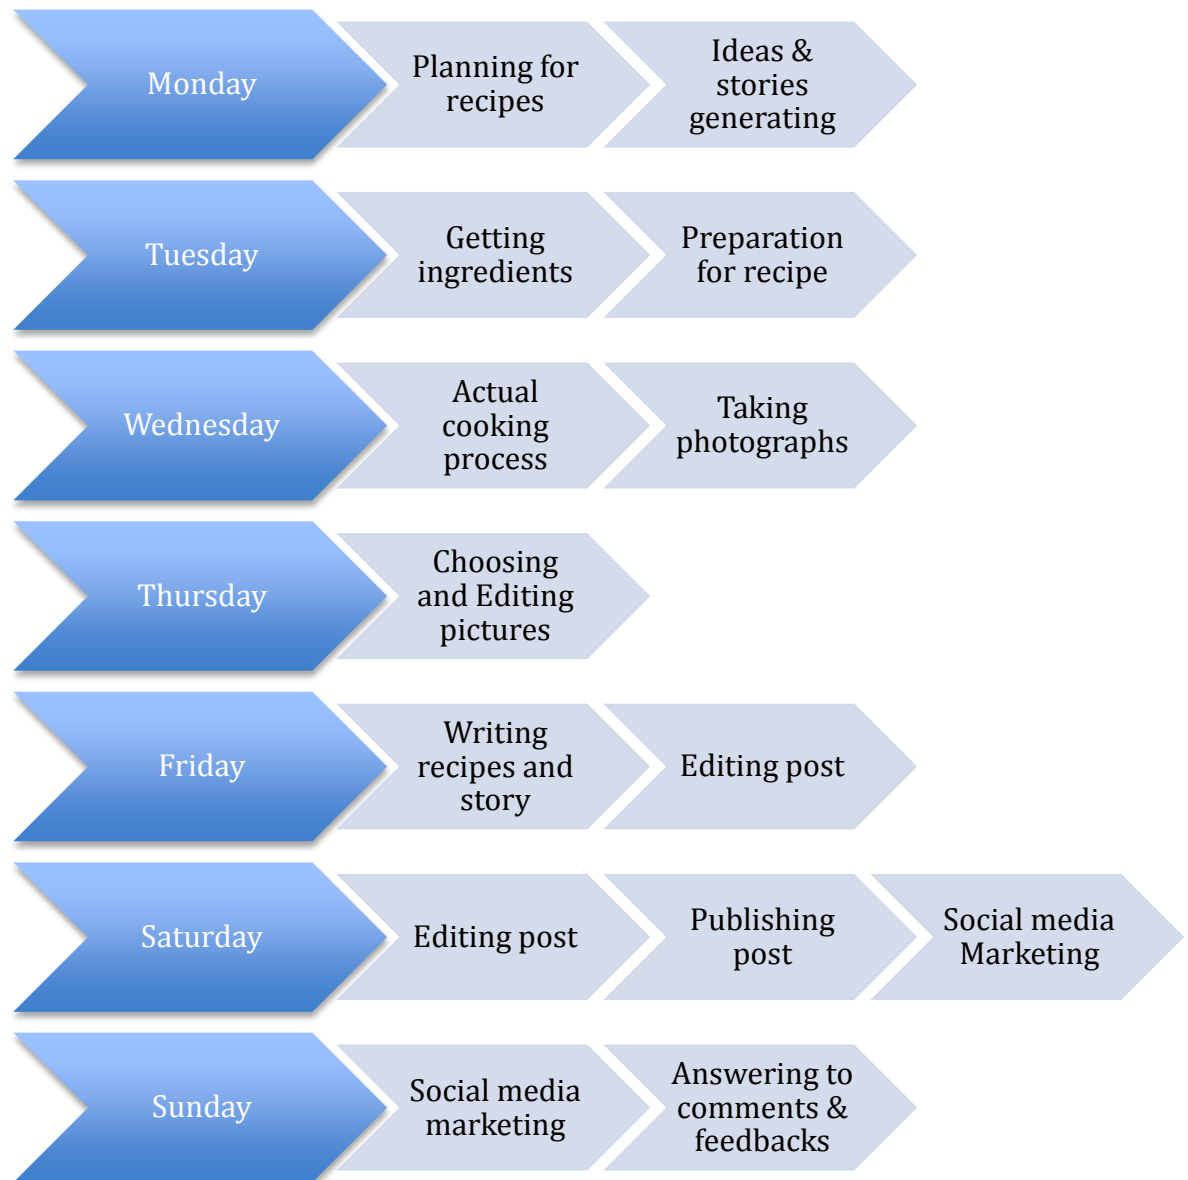 Monday
Planning for
recipes
Ideas &
stories
generating
Tuesday
Getting
ingredients
Preparation
for recipe
Wednesday
Actual
cooking
process
Taking
photographs
Thursday
Choosing
and Editing
pictures
Friday
Writing
recipes and
story
Editing post
Saturday
Editing post
Publishing
post
Social media
Marketing
Sunday
Social media
marketing
Answering to
comments &
feedbacks